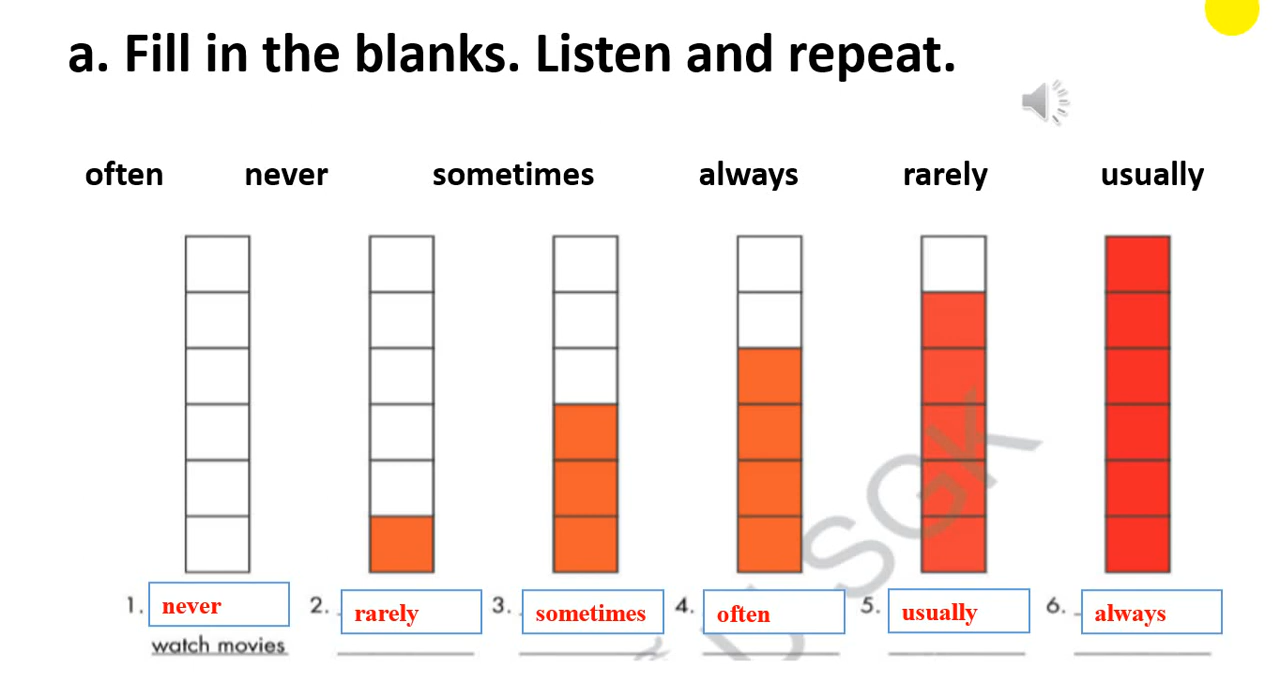 a. Fill in the blanks. Listen and repeat.
often never sometimes always rarely usually
1. never 2. rarely 3. sometimes 4. often 5. usually 6. always
watch movies
SGK